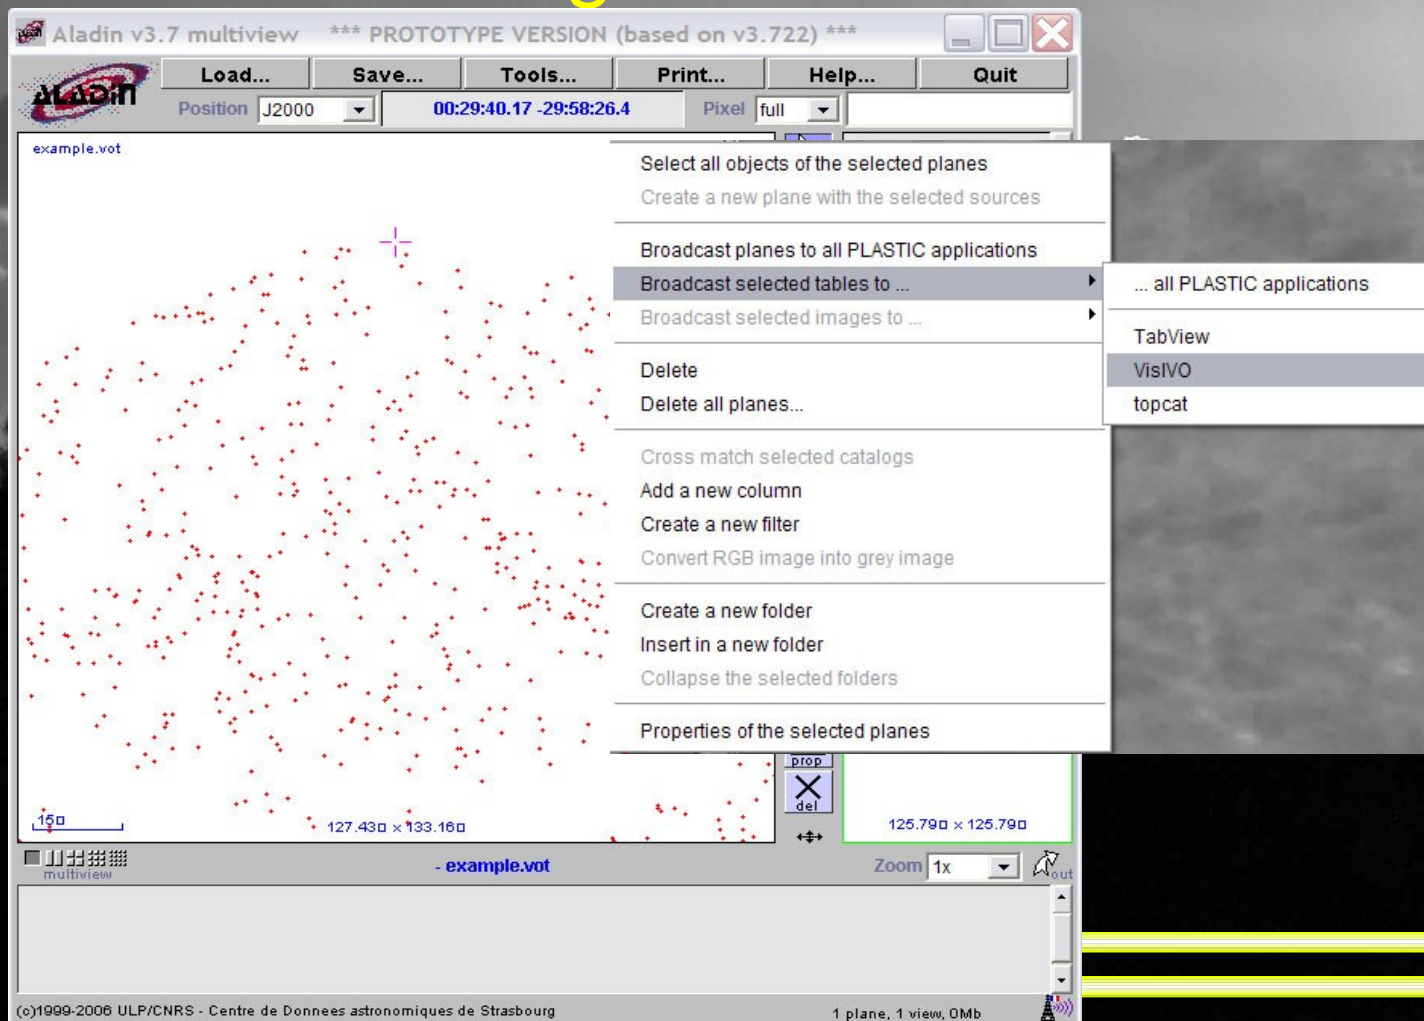 Aladin v3.7 multiview *** PROTOTYPE VERSION (based on v3.722) ***
ALADIN
Load... Save... Tools... Print... Help... Quit
Position J2000 00:29:40.17 -29:58:26.4 Pixel full
example.vot
Select all objects of the selected planes
Create a new plane with the selected sources
Broadcast planes to all PLASTIC applications
Broadcast selected tables to ...
Broadcast selected images to ...
Delete
Delete all planes...
Cross match selected catalogs
Add a new column
Create a new filter
Convert RGB image into grey image
Create a new folder
Insert in a new folder
Collapse the selected folders
Properties of the selected planes
... all PLASTIC applications
TabView
VisIVO
topcat
prop
del
15□
127.43□ x 133.16□
125.79□ x 125.79□
multiview
- example.vot
Zoom 1x
out
(c)1999-2006 ULP/CNRS - Centre de Donnees astronomiques de Strasbourg
1 plane, 1 view, 0Mb